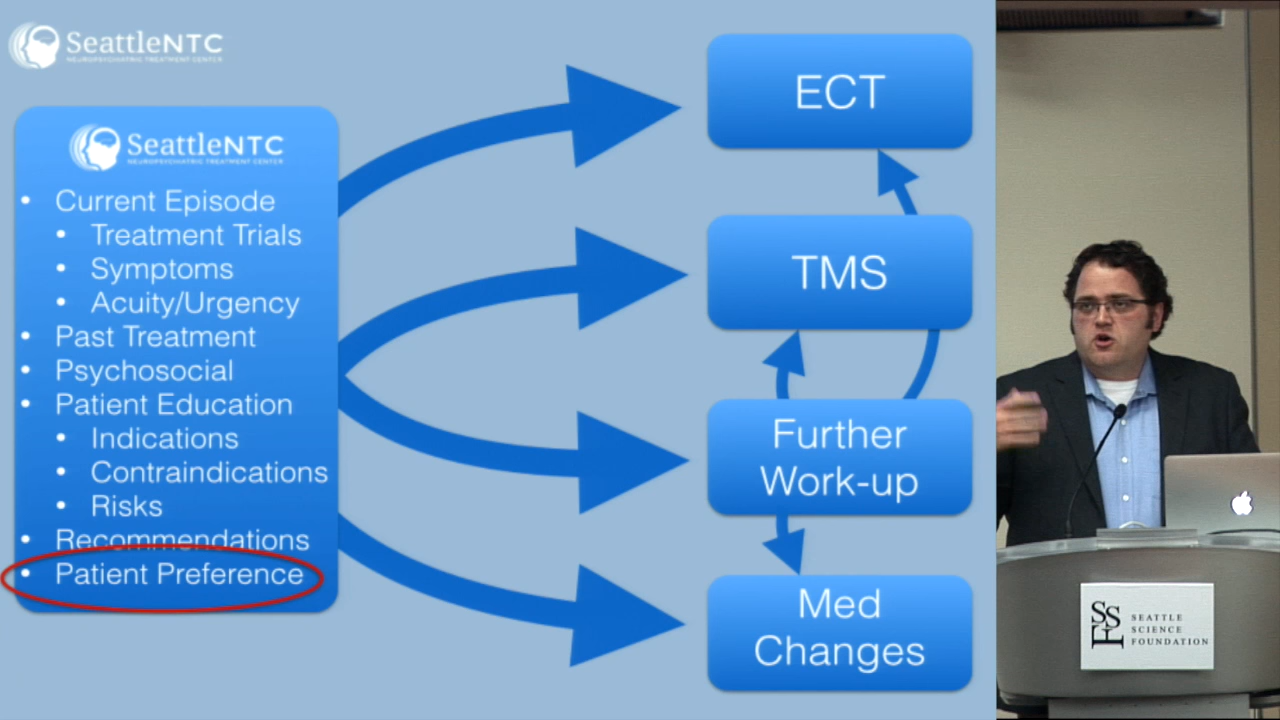 SeattleNTC
NEUROPSYCHIATRIC TREATMENT CENTER
SeattleNTC
NEUROPSYCHIATRIC TREATMENT CENTER
• Current Episode
• Treatment Trials
• Symptoms
• Acuity/Urgency
• Past Treatment
• Psychosocial
• Patient Education
• Indications
• Contraindications
• Risks
• Recommendations
• Patient Preference
ECT
TMS
Further
Work-up
Med
Changes
SSF
SEATTLE
SCIENCE
FOUNDATION